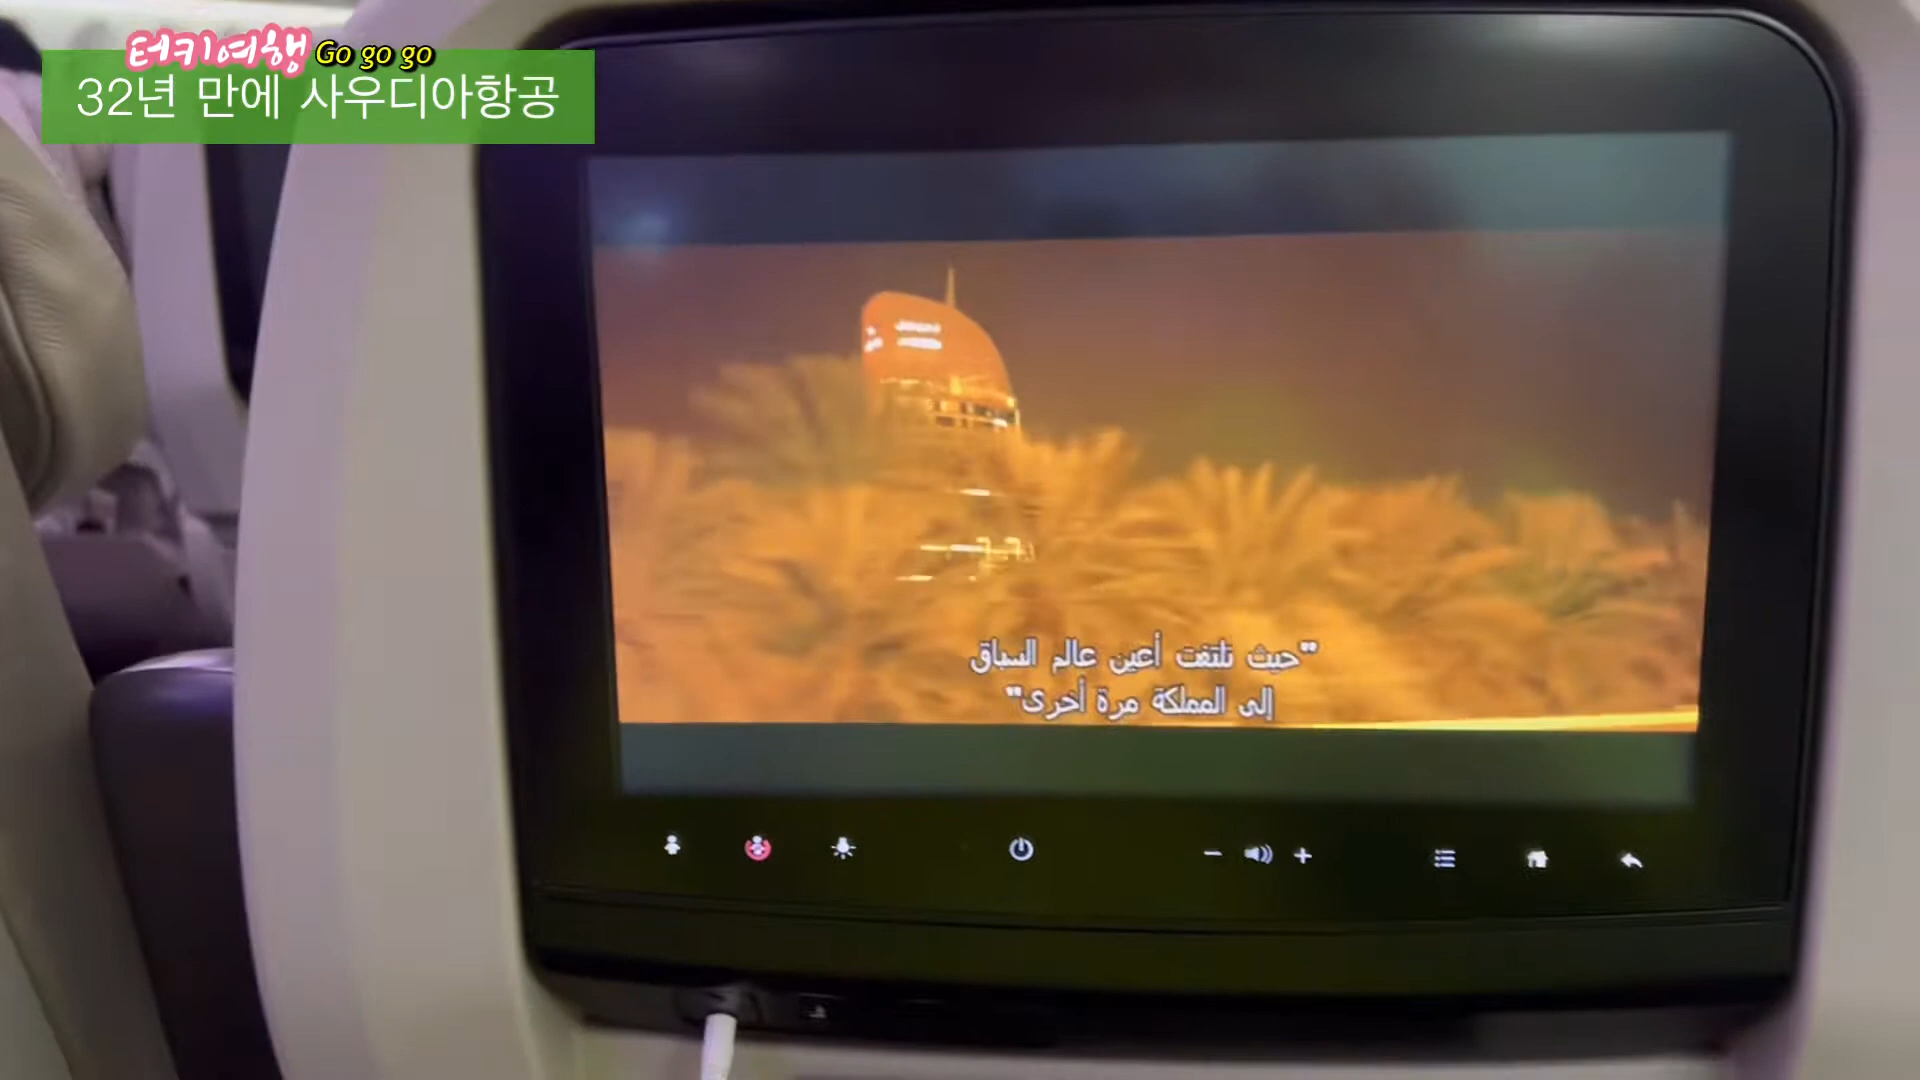 터키여행 Go go go
32년 만에 사우디아항공
"حيث تلتفت أعين عالم السباق
إلى المملكة مرة أخرى"